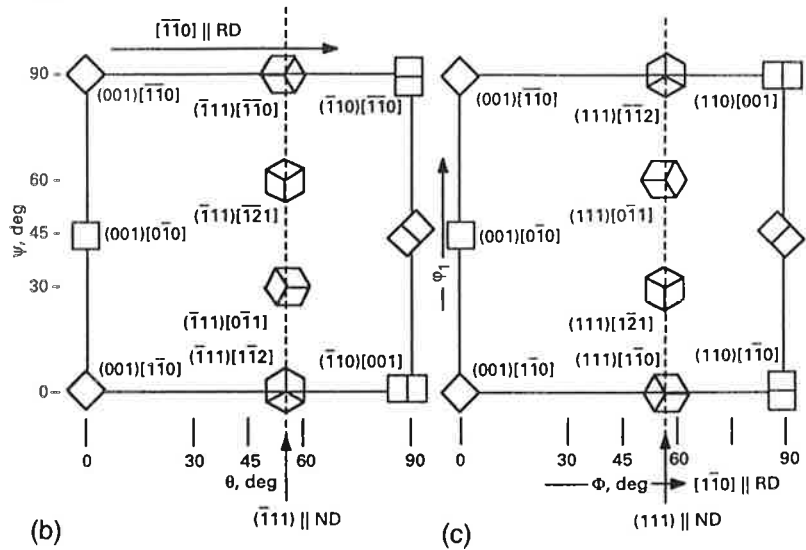 [1̄1̄0] || RD
ψ, deg
90
(001)[1̄1̄0]
(1̄11)[1̄1̄0]
(1̄10)[1̄1̄0]
60
(1̄11)[1̄2̄1]
45
(001)[01̄0]
30
(1̄11)[01̄1]
(1̄11)[11̄2]
(001)[11̄0]
(1̄10)[001]
0
0 30 45 60 90
θ, deg
(1̄11) || ND
(b)
(001)[1̄1̄0]
(111)[1̄1̄2]
(110)[001]
(111)[01̄1]
(001)[01̄0]
φ1
(111)[12̄1]
(001)[11̄0]
(111)[11̄0]
(110)[11̄0]
0 30 45 60 90
Φ, deg
[11̄0] || RD
(111) || ND
(c)